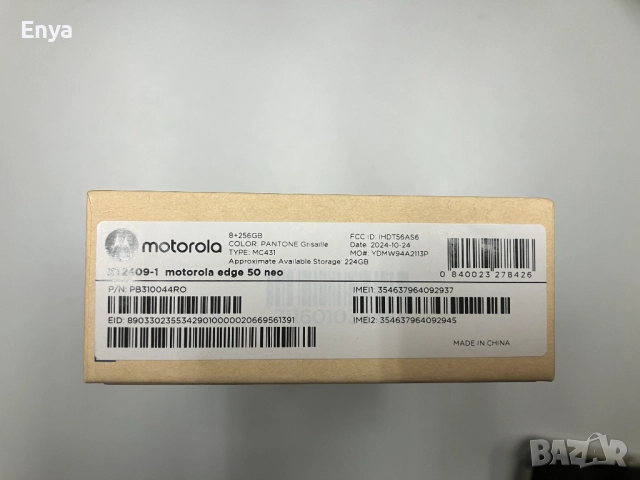 Enya
motorola
8+256GB
COLOR: PANTONE Grisaille
TYPE: MC431
Approximate Available Storage: 224GB
FCC ID: IHDT56AS6
Date: 2024-10-24
MO#: YDMW94A2113P
0 840023 278426
XT2409-1 motorola edge 50 neo
P/N: PB310044RO
IMEI1: 354637964092937
EID: 89033023553429010000020669561391
IMEI2: 354637964092945
MADE IN CHINA
BAZAR